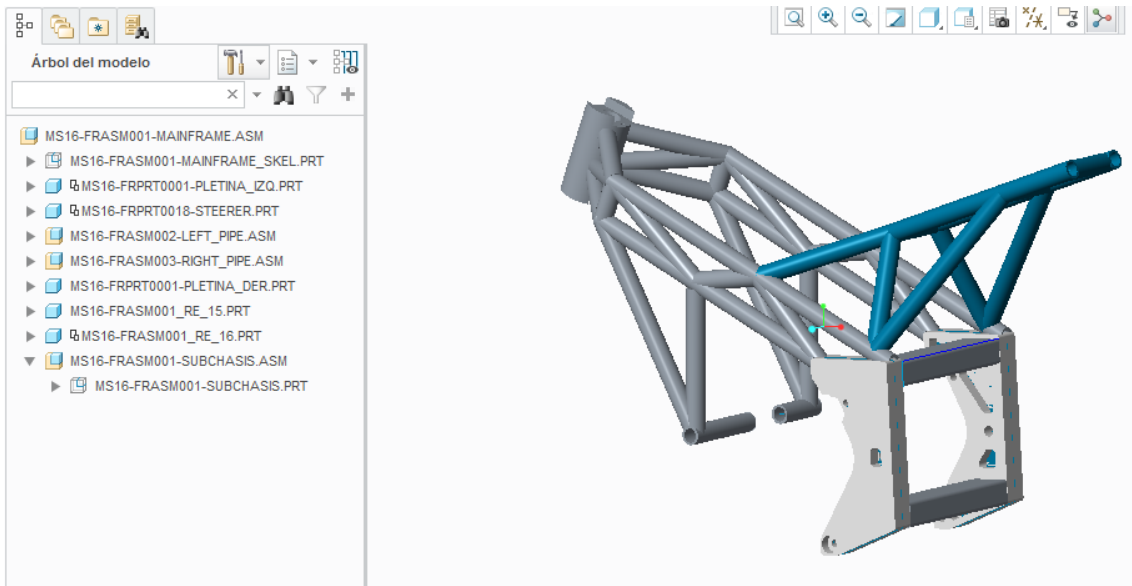 Árbol del modelo
MS16-FRASM001-MAINFRAME.ASM
MS16-FRASM001-MAINFRAME_SKEL.PRT
MS16-FRPRT0001-PLETINA_IZQ.PRT
MS16-FRPRT0018-STEERER.PRT
MS16-FRASM002-LEFT_PIPE.ASM
MS16-FRASM003-RIGHT_PIPE.ASM
MS16-FRPRT0001-PLETINA_DER.PRT
MS16-FRASM001_RE_15.PRT
MS16-FRASM001_RE_16.PRT
MS16-FRASM001-SUBCHASIS.ASM
MS16-FRASM001-SUBCHASIS.PRT